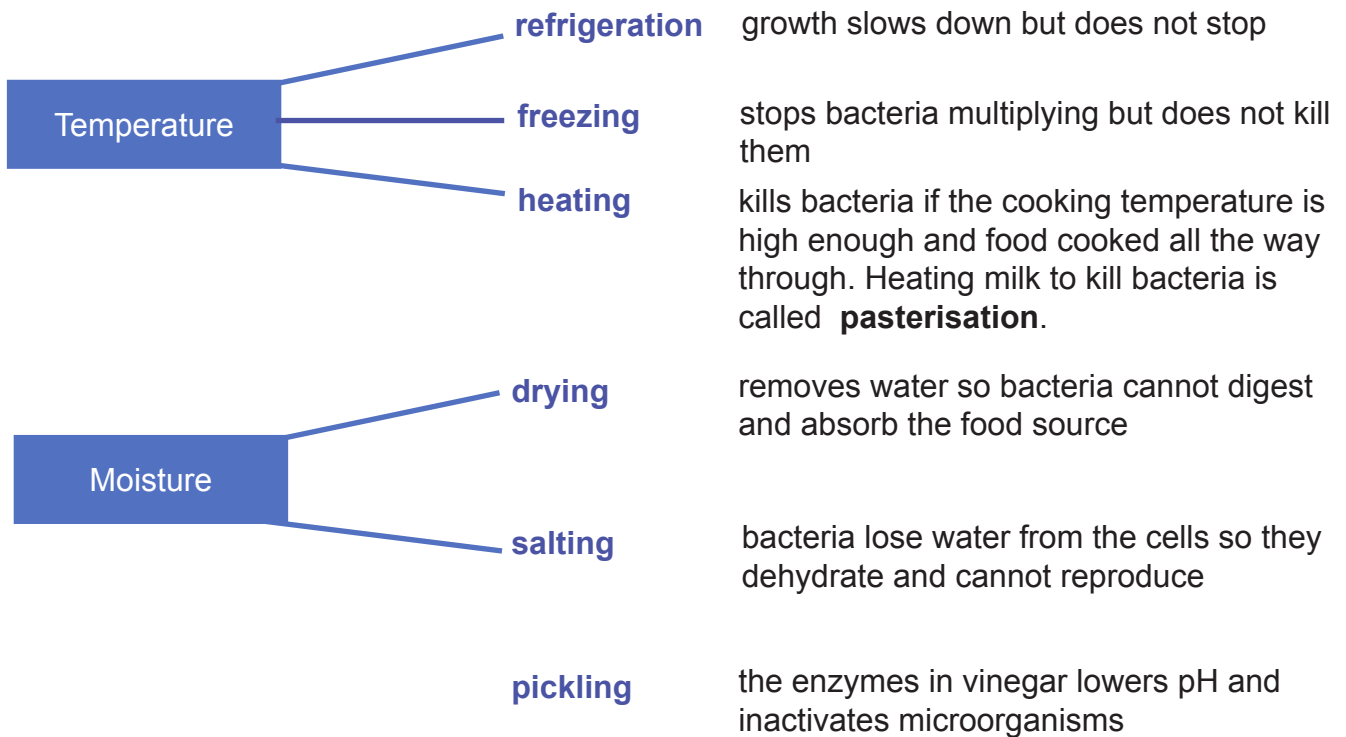 refrigeration growth slows down but does not stop
Temperature
freezing stops bacteria multiplying but does not kill
them
heating kills bacteria if the cooking temperature is
high enough and food cooked all the way
through. Heating milk to kill bacteria is
called pasterisation.
drying removes water so bacteria cannot digest
and absorb the food source
Moisture
salting bacteria lose water from the cells so they
dehydrate and cannot reproduce
pickling the enzymes in vinegar lowers pH and
inactivates microorganisms